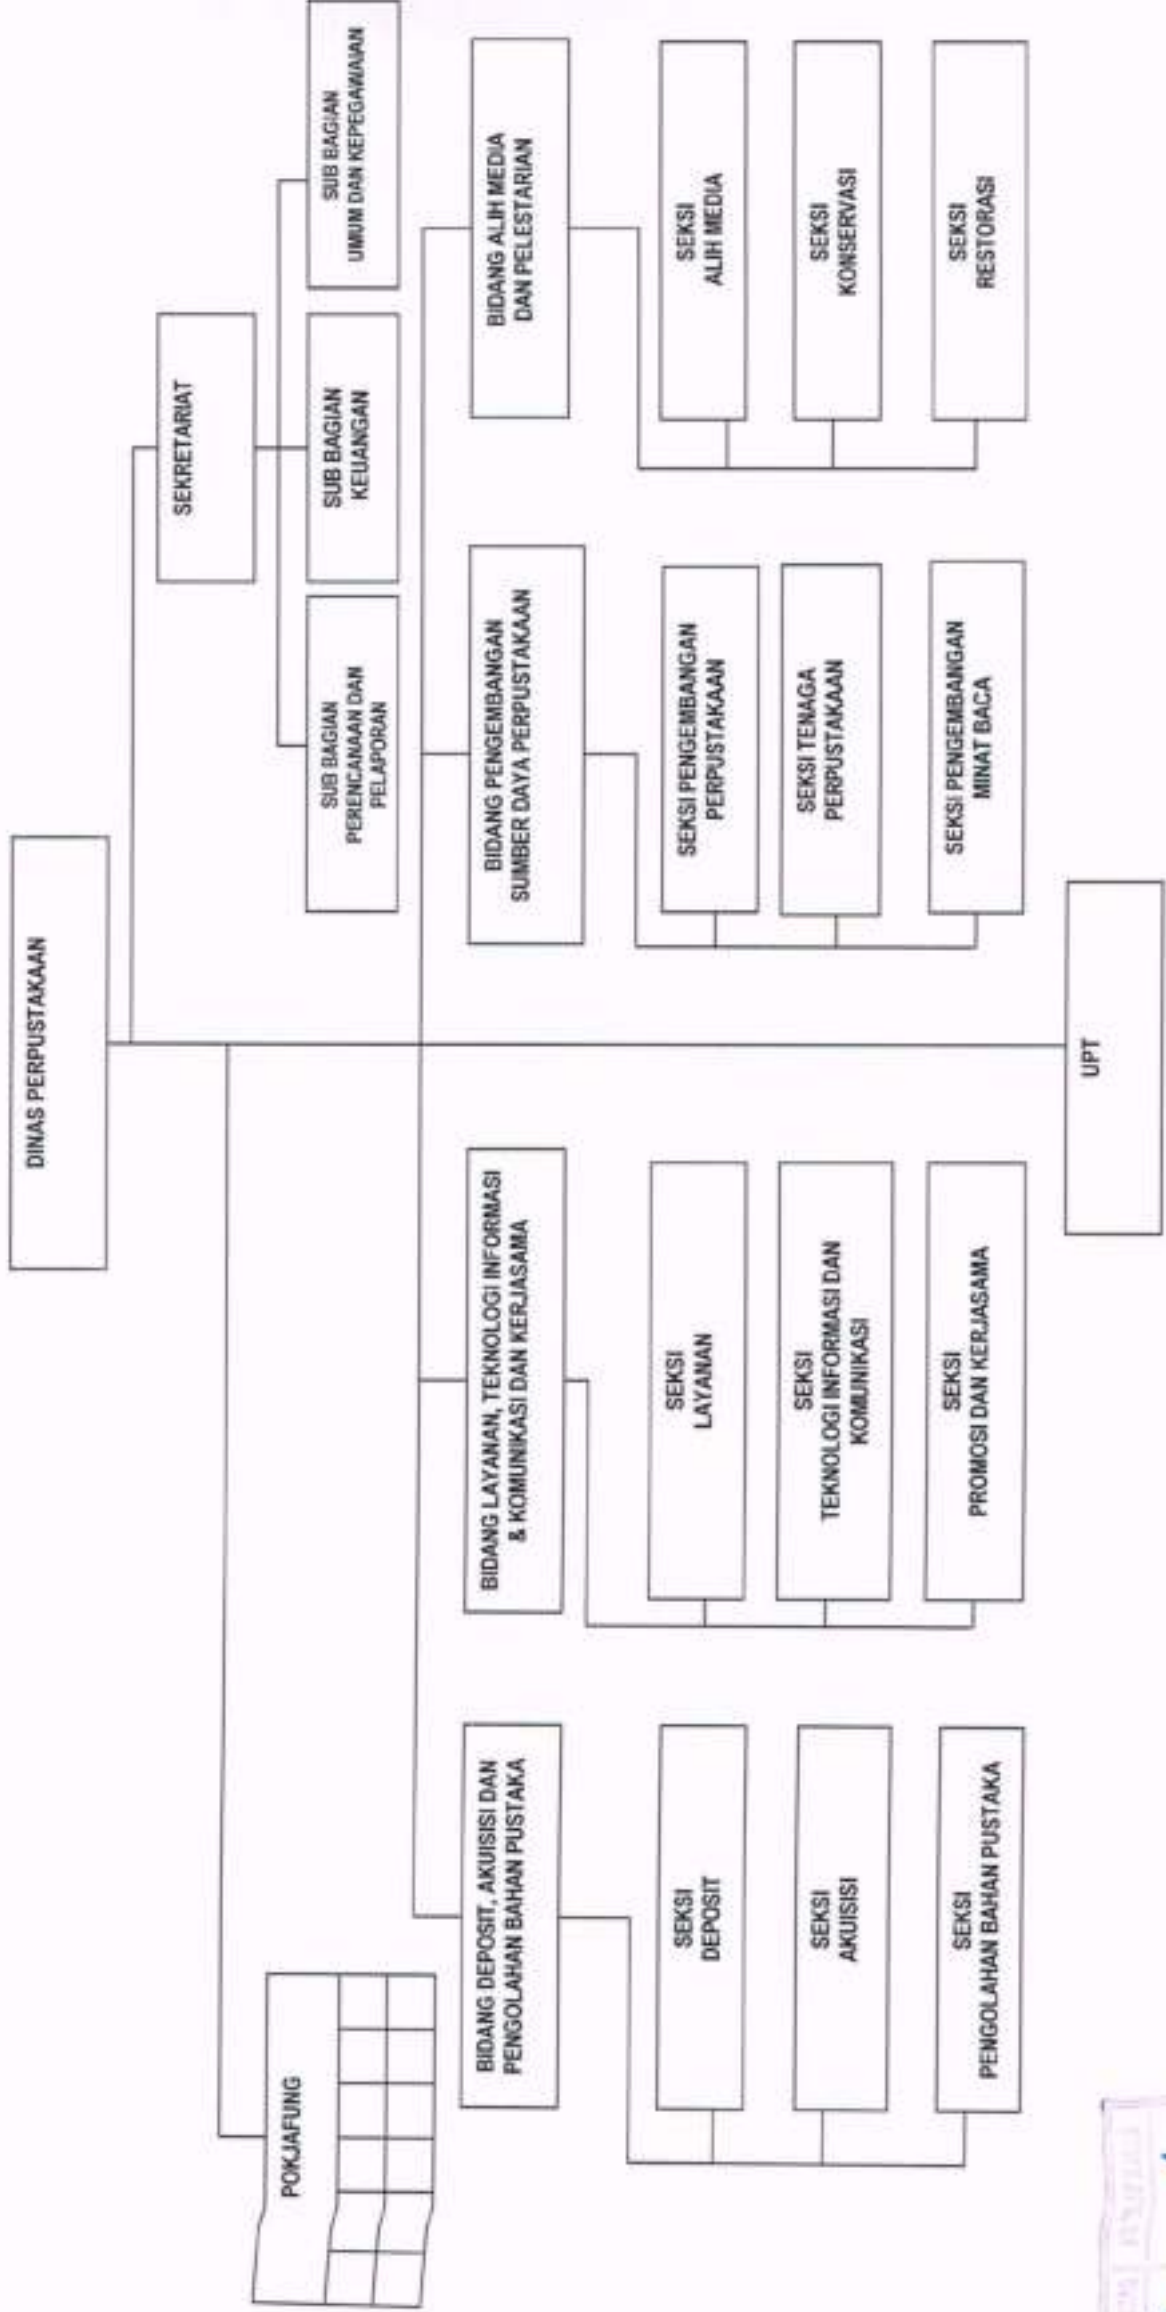 DINAS PERPUSTAKAAN
SEKRETARIAT
POKJAFUNG
SUB BAGIAN
PERENCANAAN DAN
PELAPORAN
SUB BAGIAN
KEUANGAN
SUB BAGIAN
UMUM DAN KEPEGAWAIAN
BIDANG DEPOSIT, AKUISISI DAN
PENGOLAHAN BAHAN PUSTAKA
BIDANG LAYANAN, TEKNOLOGI INFORMASI
& KOMUNIKASI DAN KERJASAMA
BIDANG PENGEMBANGAN
SUMBER DAYA PERPUSTAKAAN
BIDANG ALIH MEDIA
DAN PELESTARIAN
SEKSI
DEPOSIT
SEKSI
LAYANAN
SEKSI PENGEMBANGAN
PERPUSTAKAAN
SEKSI
ALIH MEDIA
SEKSI
AKUISISI
SEKSI
TEKNOLOGI INFORMASI DAN
KOMUNIKASI
SEKSI TENAGA
PERPUSTAKAAN
SEKSI
KONSERVASI
SEKSI
PENGOLAHAN BAHAN PUSTAKA
SEKSI
PROMOSI DAN KERJASAMA
SEKSI PENGEMBANGAN
MINAT BACA
SEKSI
RESTORASI
UPT